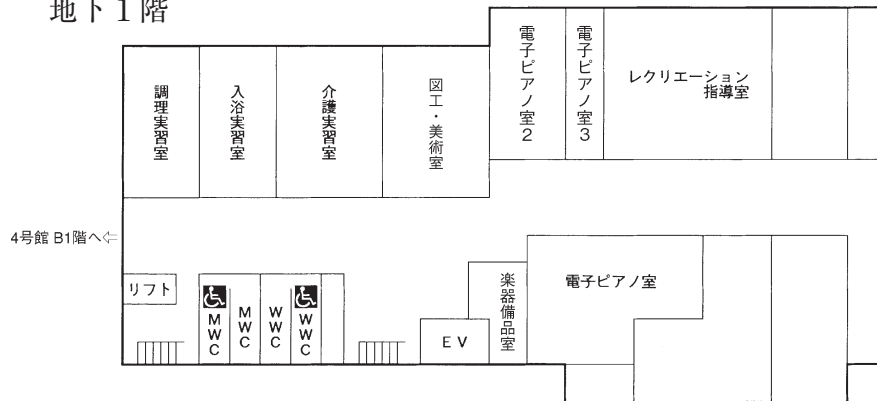 地下1階
調理実習室
入浴実習室
介護実習室
図工・美術室
電子ピアノ室2
電子ピアノ室3
レクリエーション
指導室
4号館 B1階へ⇦
リフト
MWC
MWC
WWC
WWC
EV
楽器備品室
電子ピアノ室